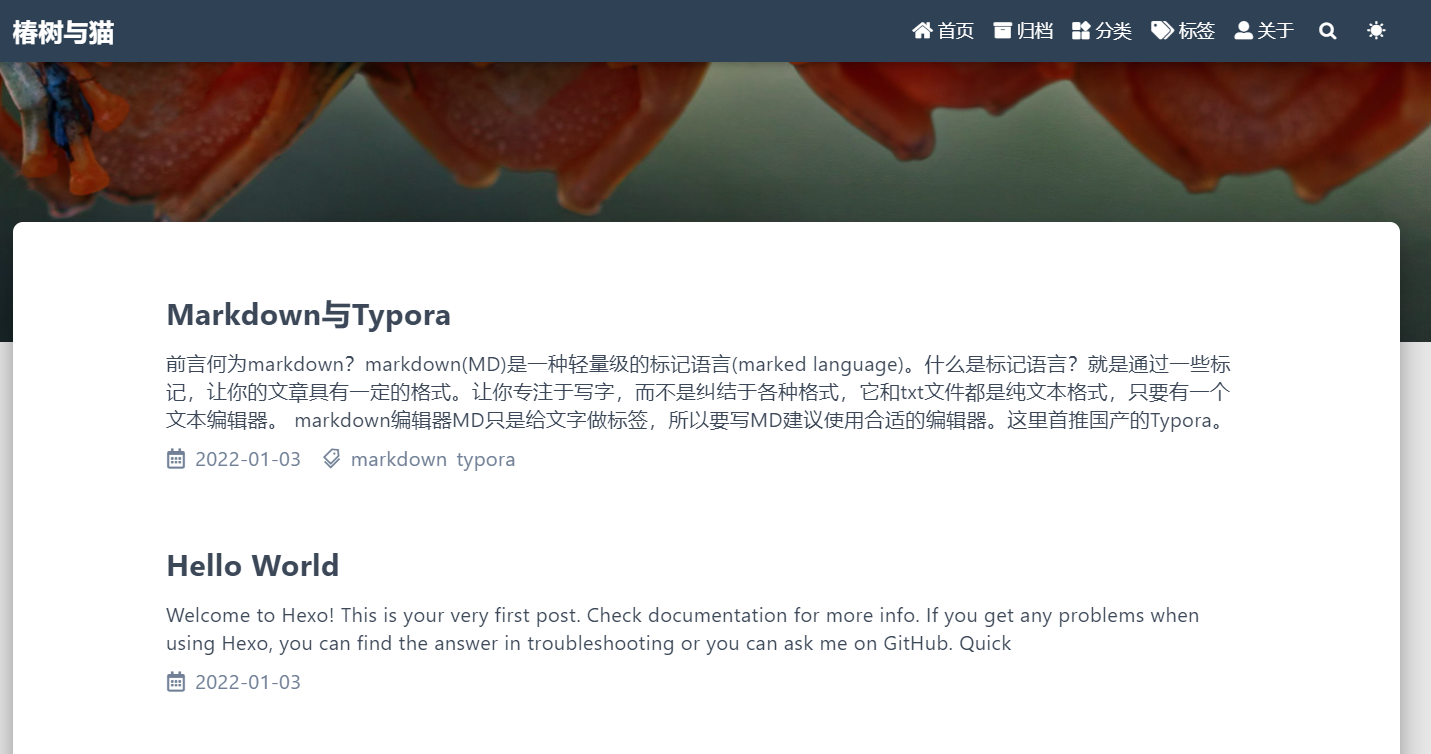 椿树与猫
首页 归档 分类 标签 关于
Markdown与Typora
前言何为markdown？markdown(MD)是一种轻量级的标记语言(marked language)。什么是标记语言？就是通过一些标
记，让你的文章具有一定的格式。让你专注于写字，而不是纠结于各种格式，它和txt文件都是纯文本格式，只要有一个
文本编辑器。 markdown编辑器MD只是给文字做标签，所以要写MD建议使用合适的编辑器。这里首推国产的Typora。
2022-01-03 markdown typora
Hello World
Welcome to Hexo! This is your very first post. Check documentation for more info. If you get any problems when
using Hexo, you can find the answer in troubleshooting or you can ask me on GitHub. Quick
2022-01-03